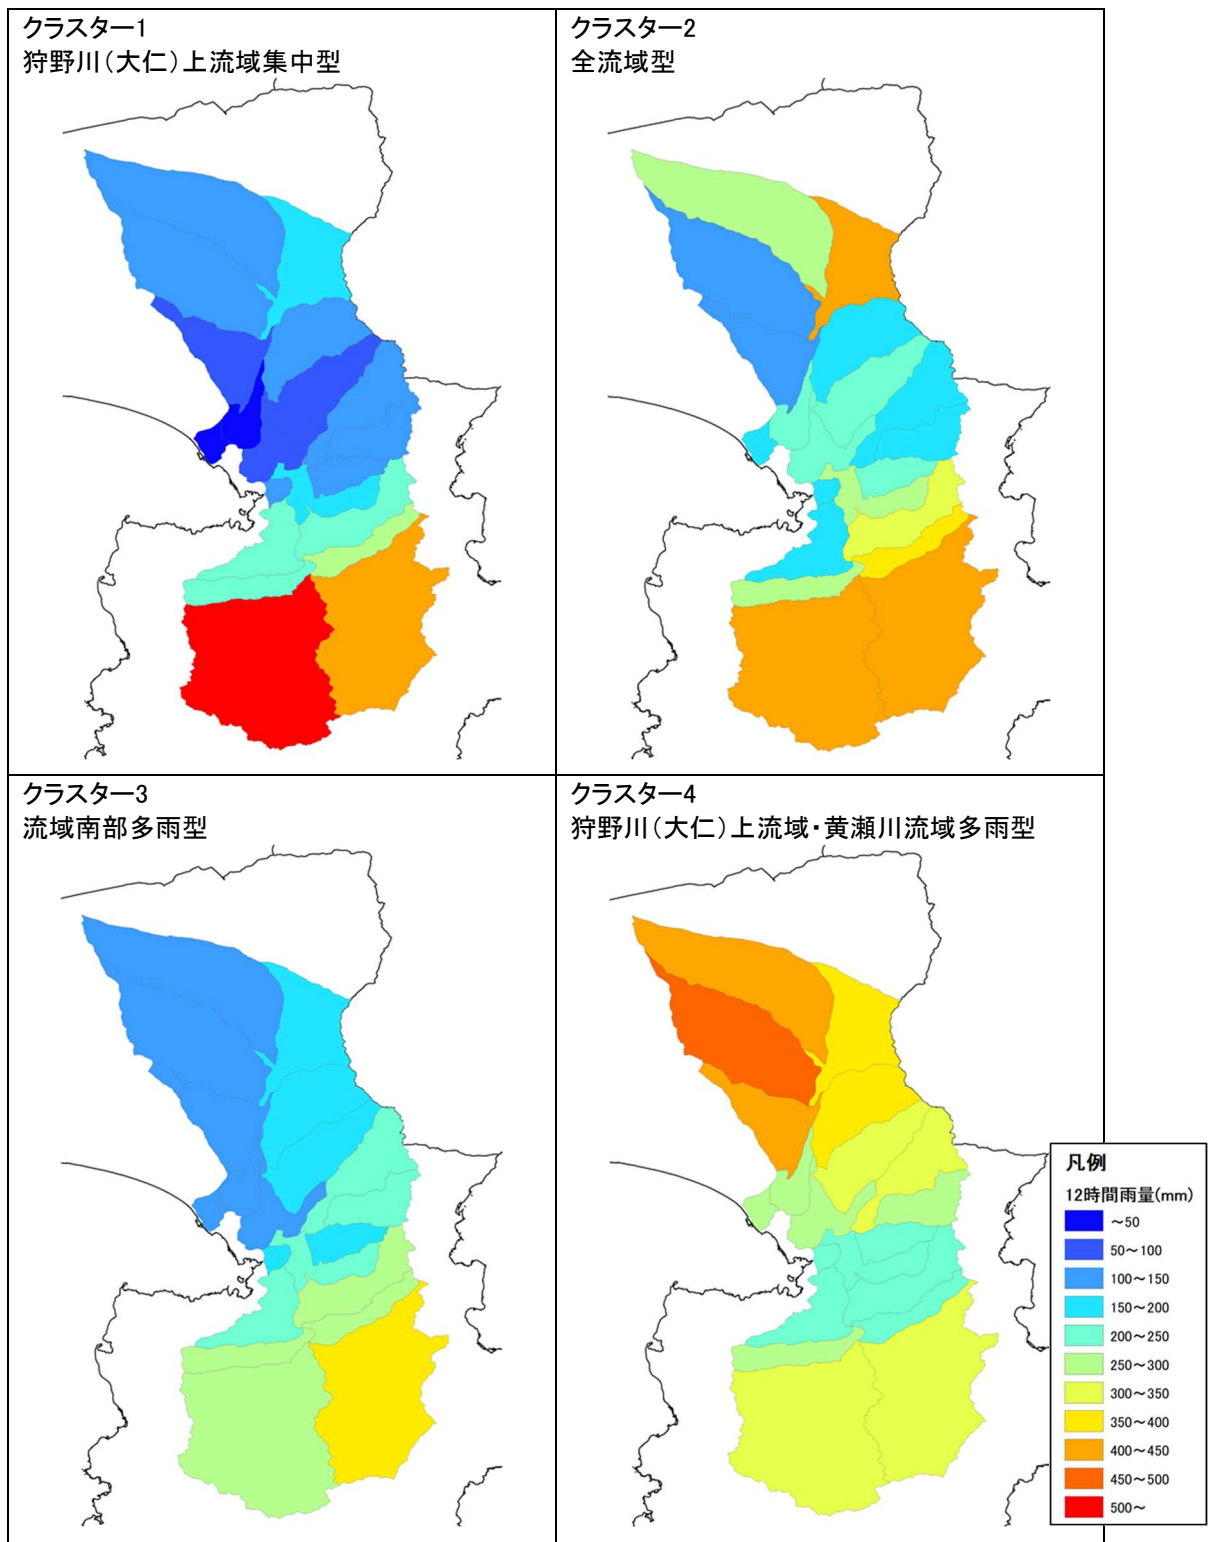 クラスター1
狩野川（大仁）上流域集中型
クラスター2
全流域型
クラスター3
流域南部多雨型
クラスター4
狩野川（大仁）上流域・黄瀬川流域多雨型
凡例
12時間雨量(mm)
～50
50～100
100～150
150～200
200～250
250～300
300～350
350～400
400～450
450～500
500～